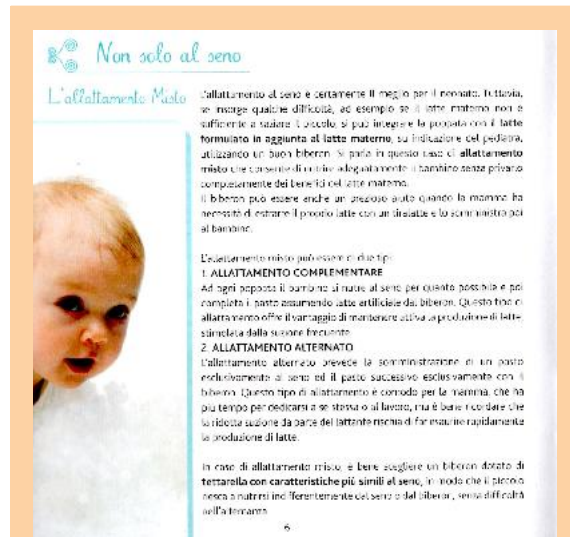 Non solo al seno
L'allattamento Misto
L'allattamento al seno è certamente il meglio per il neonato. Tuttavia,
se insorge qualche difficoltà, ad esempio se il latte materno non è
sufficiente a saziare il piccolo, si può integrare la poppata con il latte
formulato in aggiunta al latte materno, su indicazione del pediatra,
utilizzando un buon biberon. Si parla in questo caso di allattamento
misto che consente di nutrire adeguatamente il bambino senza privarlo
completamente dei benefici del latte materno.
Il biberon può essere anche un prezioso aiuto quando la mamma ha
necessità di estrarre il proprio latte con un tiralatte e lo somministra poi
al bambino.
L'allattamento misto può essere di due tipi:
1. ALLATTAMENTO COMPLEMENTARE
Ad ogni poppata il bambino si nutre al seno per quanto possibile e poi
completa il pasto assumendo latte artificiale dal biberon. Questo tipo di
allattamento offre il vantaggio di mantenere attiva la produzione di latte,
stimolata dalla suzione frequente.
2. ALLATTAMENTO ALTERNATO
L'allattamento alternato prevede la somministrazione di un pasto
esclusivamente al seno ed il pasto successivo esclusivamente con il
biberon. Questo tipo di allattamento è comodo per la mamma, che ha
più tempo per dedicarsi a se stessa o al lavoro, ma è bene ricordare che
la ridotta suzione da parte del lattante rischia di far esaurire rapidamente
la produzione di latte.
In caso di allattamento misto, è bene scegliere un biberon dotato di
tettarella con caratteristiche più simili al seno, in modo che il piccolo
riesca a nutrirsi indifferentemente dal seno o dal biberon, senza difficoltà
nell'alternanza.
6